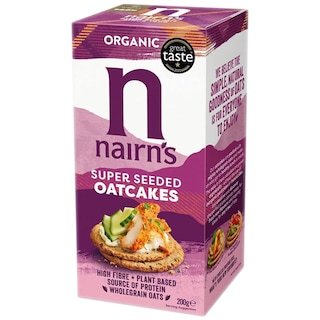 ORGANIC
great
taste
n
nairn's
SUPER SEEDED
OATCAKES
HIGH FIBRE • PLANT BASED
SOURCE OF PROTEIN
WHOLEGRAIN OATS
200g
WE BELIEVE THE
SIMPLE, NATURAL
GOODNESS OF OATS
IS FOR EVERYONE
TO ENJOY!